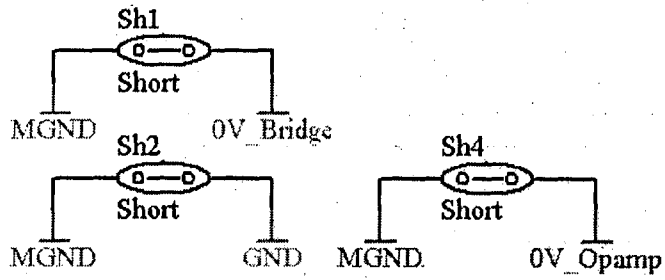 Sh1
Short
MGND 0V_Bridge
Sh2 Sh4
Short Short
MGND GND MGND 0V_Opamp